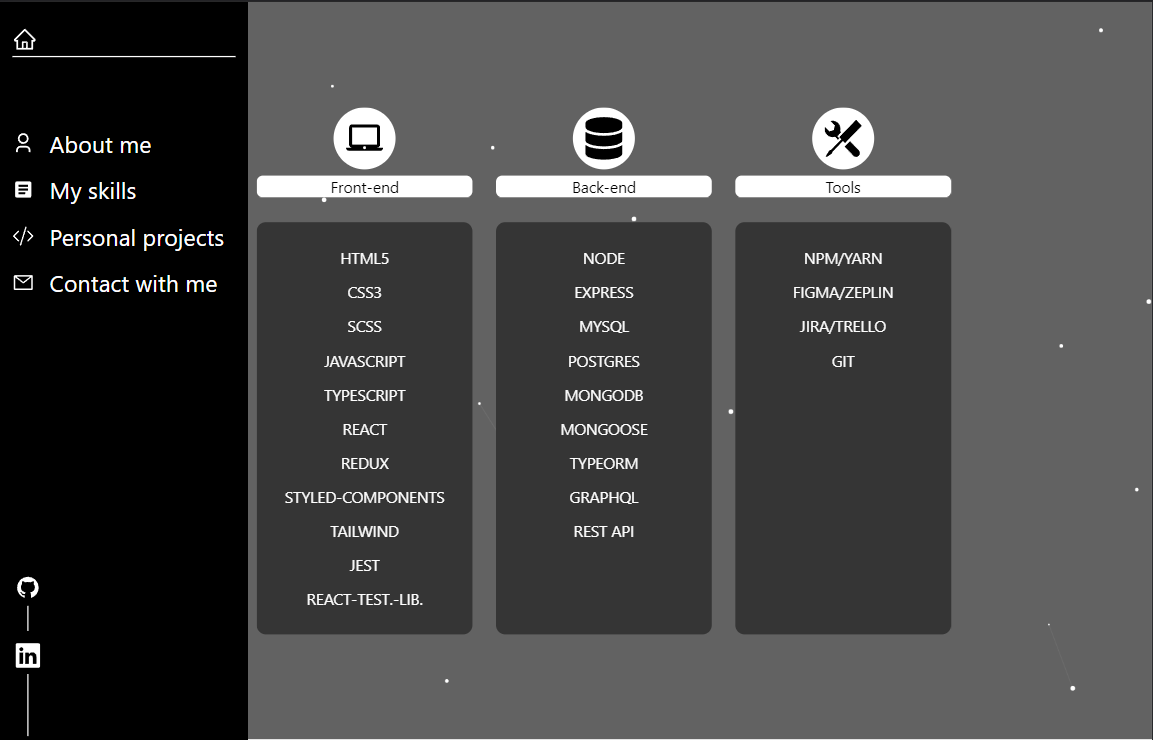 About me
My skills
Personal projects
Contact with me
Front-end
HTML5
CSS3
SCSS
JAVASCRIPT
TYPESCRIPT
REACT
REDUX
STYLED-COMPONENTS
TAILWIND
JEST
REACT-TEST.-LIB.
Back-end
NODE
EXPRESS
MYSQL
POSTGRES
MONGODB
MONGOOSE
TYPEORM
GRAPHQL
REST API
Tools
NPM/YARN
FIGMA/ZEPLIN
JIRA/TRELLO
GIT
in